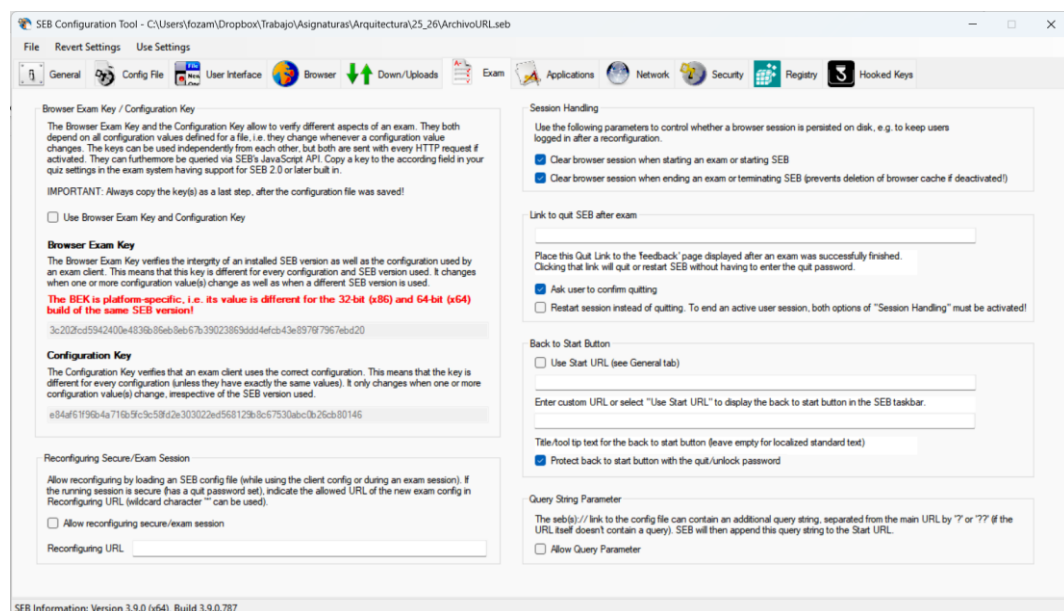 SEB Configuration Tool - C:\Users\fozam\Dropbox\Trabajo\Asignaturas\Arquitectura\25_26\ArchivoURL.seb
File Revert Settings Use Settings
General Config File User Interface Browser Down/Uploads Exam Applications Network Security Registry Hooked Keys
Browser Exam Key / Configuration Key
The Browser Exam Key and the Configuration Key allow to verify different aspects of an exam. They both
depend on all configuration values defined for a file, i.e. they change whenever a configuration value
changes. The keys can be used independently from each other, but both are sent with every HTTP request if
activated. They can furthermore be queried via SEB's JavaScript API. Copy a key to the according field in your
quiz settings in the exam system having support for SEB 2.0 or later built in.
IMPORTANT: Always copy the key(s) as a last step, after the configuration file was saved!
Use Browser Exam Key and Configuration Key
Browser Exam Key
The Browser Exam Key verifies the intergrity of an installed SEB version as well as the configuration used by
an exam client. This means that this key is different for every configuration and SEB version used. It changes
when one or more configuration value(s) change as well as when a different SEB version is used.
The BEK is platform-specific, i.e. its value is different for the 32-bit (x86) and 64-bit (x64)
build of the same SEB version!
3c202fcd5942400e4836b86eb8eb67b39023869ddd4efcb43e8976f7967ebd20
Configuration Key
The Configuration Key verifies that an exam client uses the correct configuration. This means that the key is
different for every configuration (unless they have exactly the same values). It only changes when one or more
configuration value(s) change, irrespective of the SEB version used.
e84af61f96b4a716b5fc9c58fd2e303022ed568129b8c67530abc0b26cb80146
Reconfiguring Secure/Exam Session
Allow reconfiguring by loading an SEB config file (while using the client config or during an exam session). If
the running session is secure (has a quit password set), indicate the allowed URL of the new exam config in
Reconfiguring URL (wildcard character '*' can be used).
Allow reconfiguring secure/exam session
Reconfiguring URL
Session Handling
Use the following parameters to control whether a browser session is persisted on disk, e.g. to keep users
logged in after a reconfiguration.
Clear browser session when starting an exam or starting SEB
Clear browser session when ending an exam or terminating SEB (prevents deletion of browser cache if deactivated!)
Link to quit SEB after exam
Place this Quit Link to the 'feedback' page displayed after an exam was successfully finished.
Clicking that link will quit or restart SEB without having to enter the quit password.
Ask user to confirm quitting
Restart session instead of quitting. To end an active user session, both options of "Session Handling" must be activated!
Back to Start Button
Use Start URL (see General tab)
Enter custom URL or select "Use Start URL" to display the back to start button in the SEB taskbar.
Title/tool tip text for the back to start button (leave empty for localized standard text)
Protect back to start button with the quit/unlock password
Query String Parameter
The seb(s):// link to the config file can contain an additional query string, separated from the main URL by '?' or '??' (if the
URL itself doesn't contain a query). SEB will then append this query string to the Start URL.
Allow Query Parameter
SEB Information: Version 3.9.0 (x64), Build 3.9.0.787